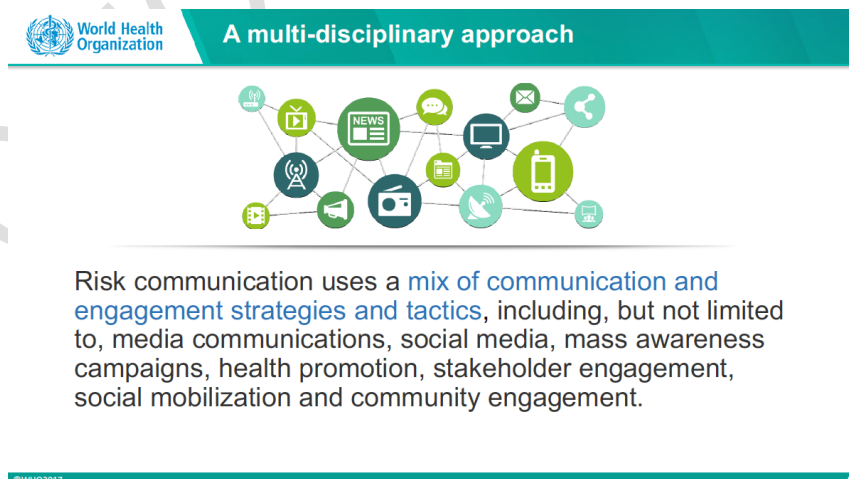 World Health
Organization
A multi-disciplinary approach
NEWS
Risk communication uses a mix of communication and
engagement strategies and tactics, including, but not limited
to, media communications, social media, mass awareness
campaigns, health promotion, stakeholder engagement,
social mobilization and community engagement.
©WHO2017